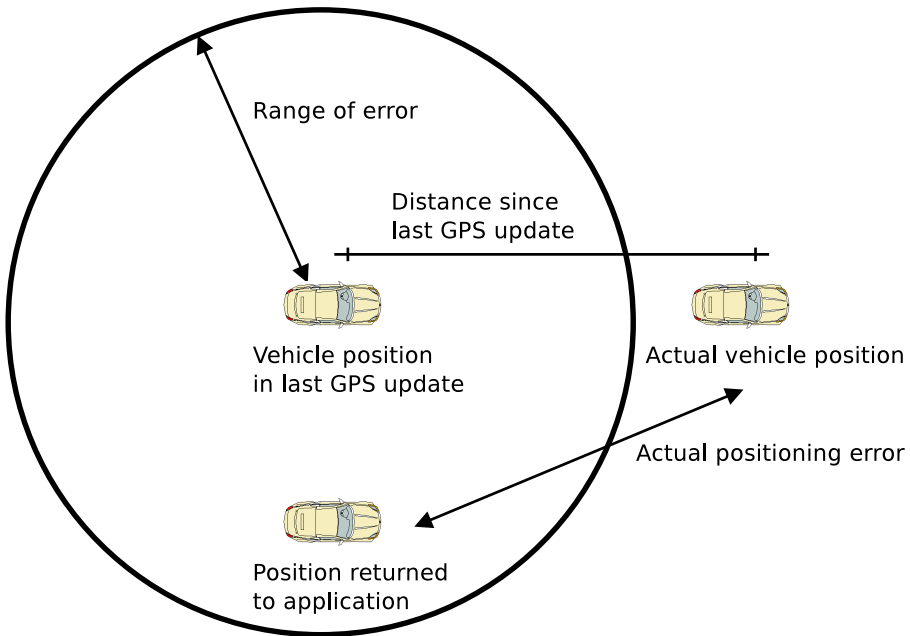 Range of error
Distance since
last GPS update
Vehicle position
in last GPS update
Actual vehicle position
Actual positioning error
Position returned
to application